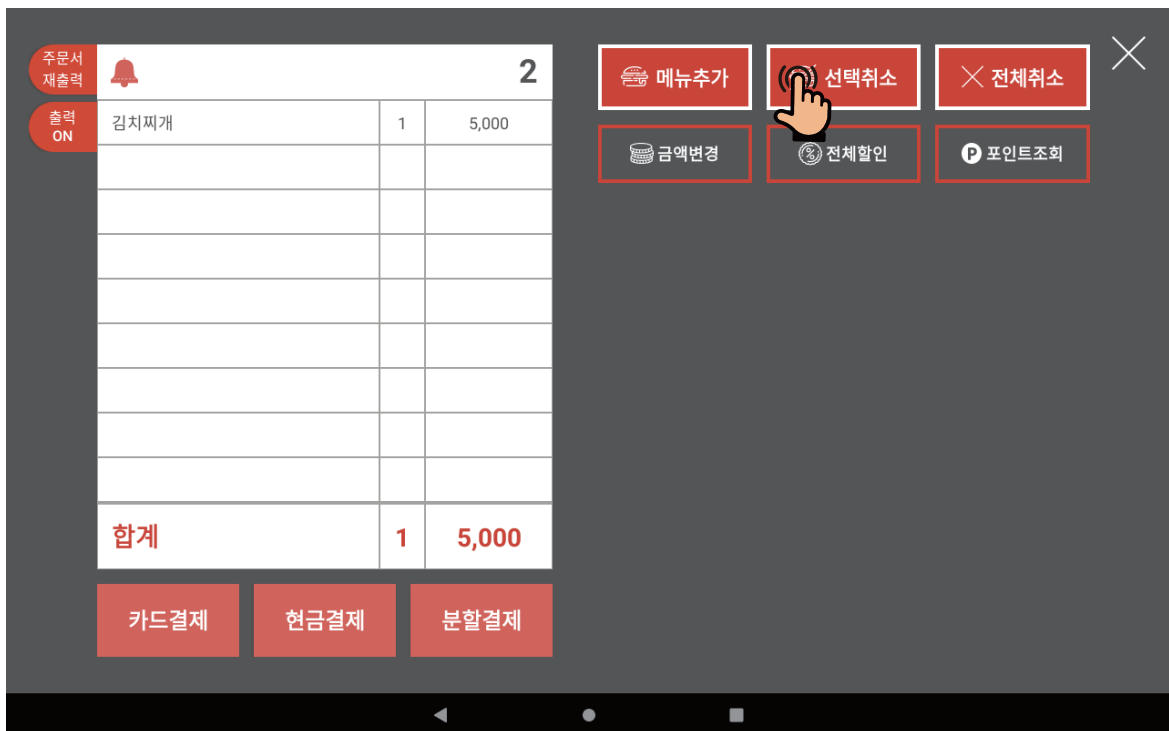 주문서
재출력
출력
ON
2
김치찌개 1 5,000
합계 1 5,000
카드결제 현금결제 분할결제
메뉴추가 선택취소 전체취소
금액변경 전체할인 P 포인트조회